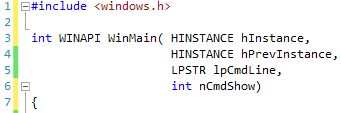 1 #include <windows.h>
2
3 int WINAPI WinMain( HINSTANCE hInstance,
4 HINSTANCE hPrevInstance,
5 LPSTR lpCmdLine,
6 int nCmdShow)
7 {